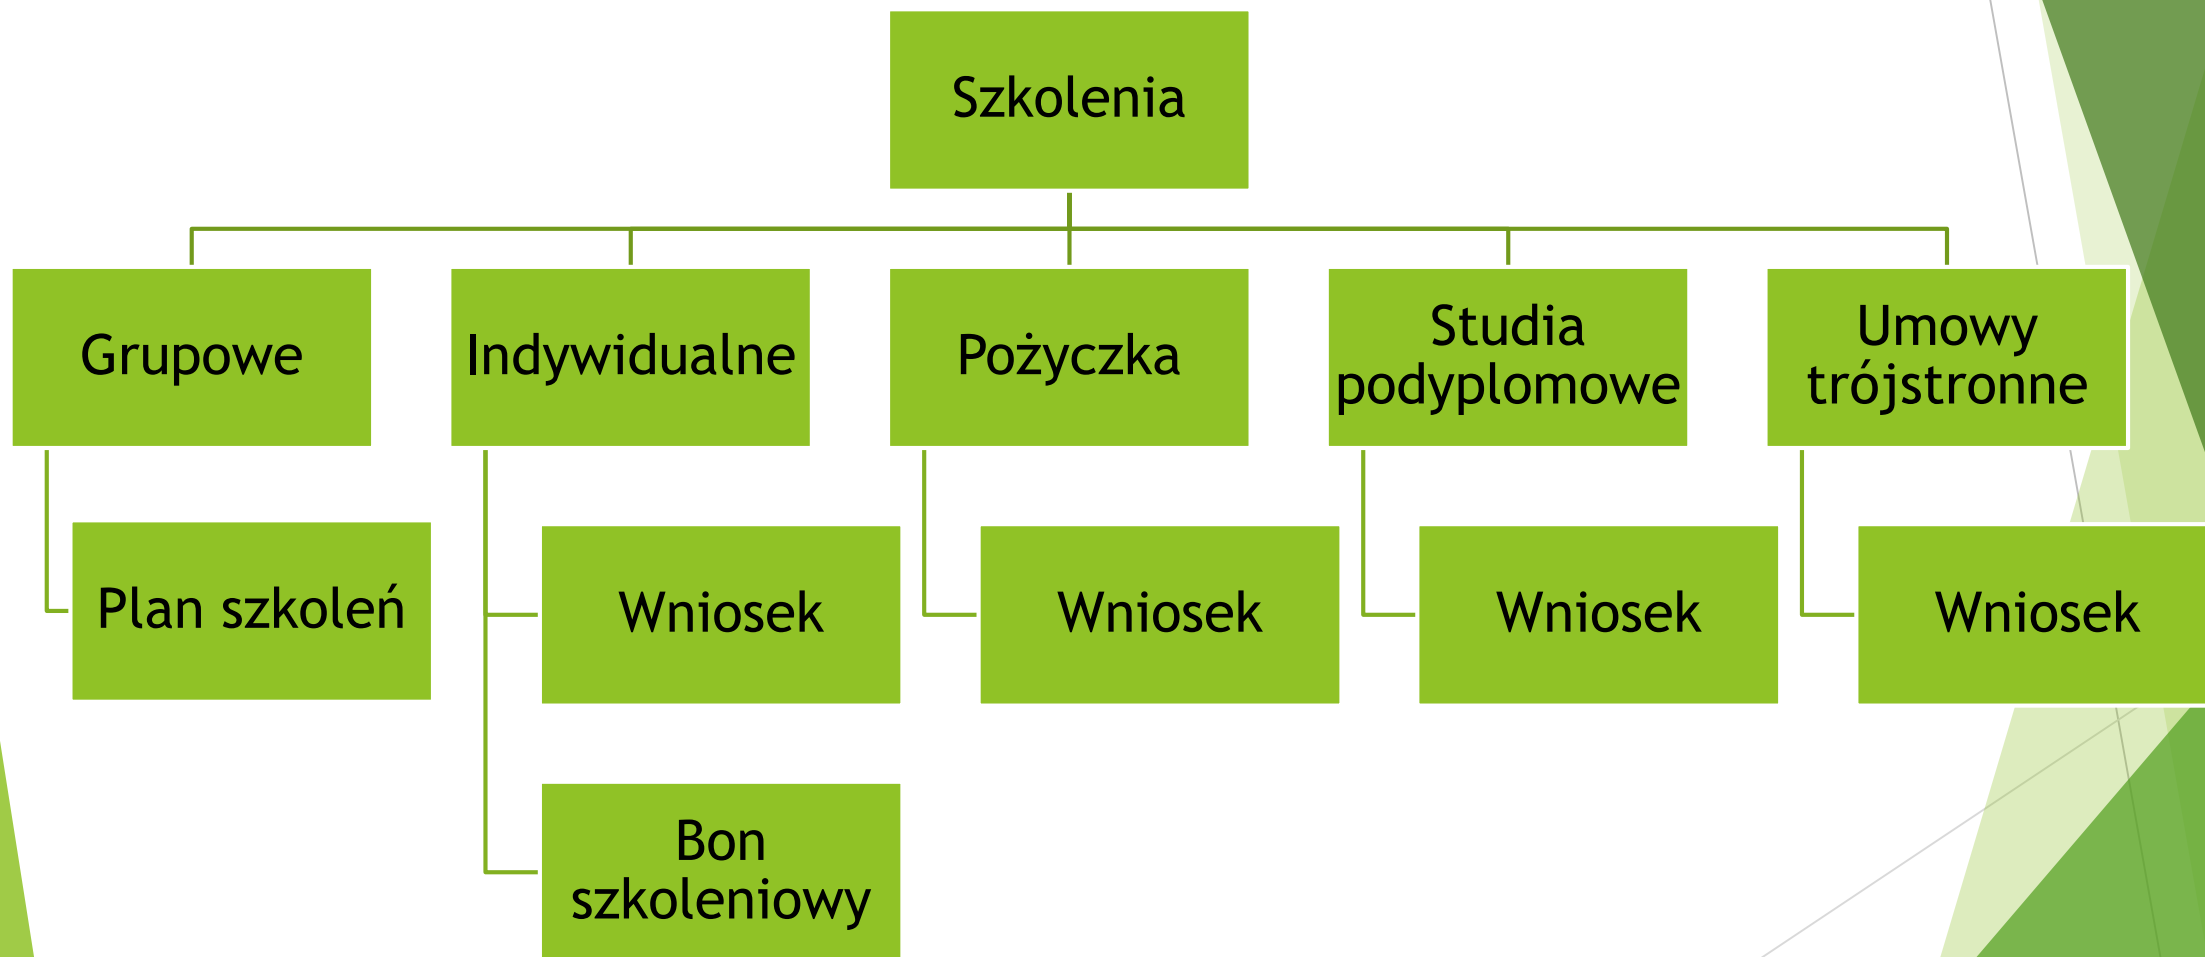 Szkolenia
Grupowe
Indywidualne
Pożyczka
Studia
podyplomowe
Umowy
trójstronne
Plan szkoleń
Wniosek
Wniosek
Wniosek
Wniosek
Bon
szkoleniowy